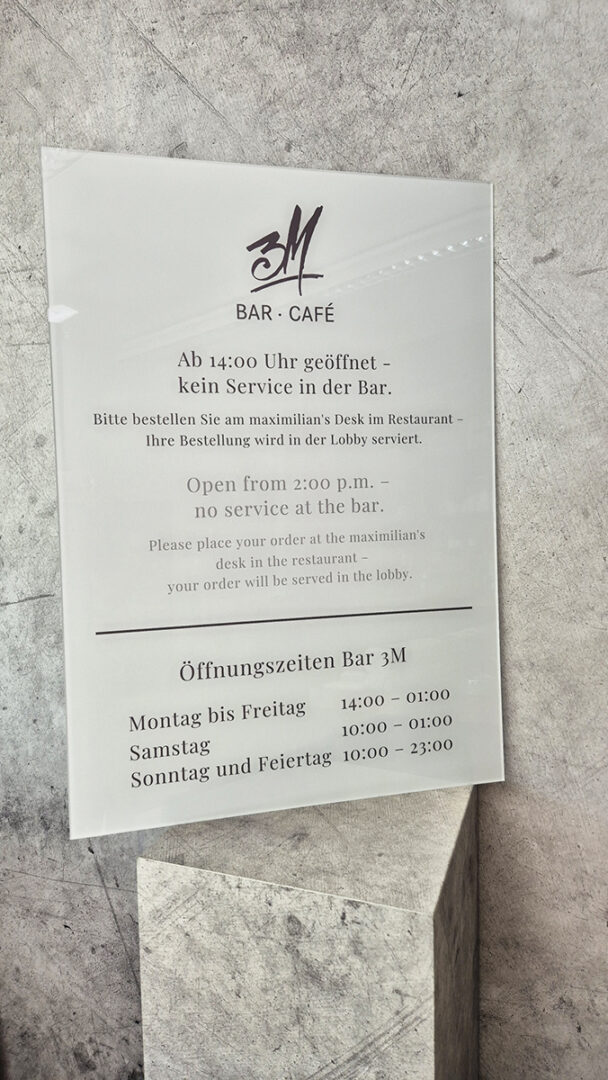 3M
BAR · CAFÉ
Ab 14:00 Uhr geöffnet -
kein Service in der Bar.
Bitte bestellen Sie am maximilian's Desk im Restaurant –
Ihre Bestellung wird in der Lobby serviert.
Open from 2:00 p.m. –
no service at the bar.
Please place your order at the maximilian's
desk in the restaurant –
your order will be served in the lobby.
Öffnungszeiten Bar 3M
Montag bis Freitag 14:00 – 01:00
Samstag 10:00 – 01:00
Sonntag und Feiertag 10:00 – 23:00